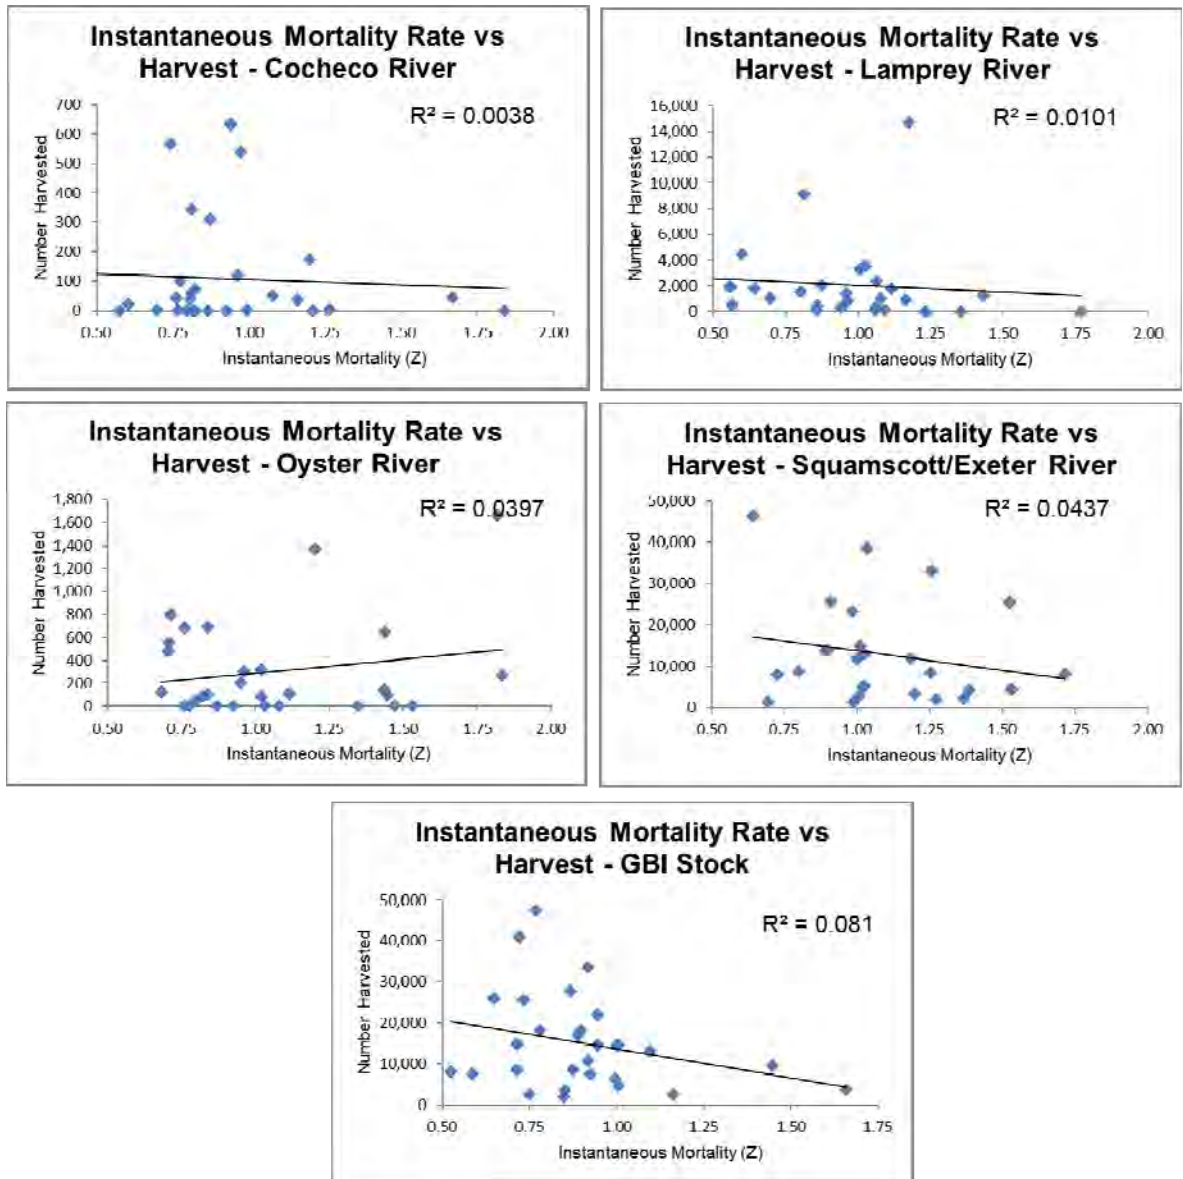 Instantaneous Mortality Rate vs
Harvest - Cocheco River
R² = 0.0038
Number Harvested
700
600
500
400
300
200
100
0
0.50 0.75 1.00 1.25 1.50 1.75 2.00
Instantaneous Mortality (Z)
Instantaneous Mortality Rate vs
Harvest - Lamprey River
R² = 0.0101
Number Harvested
16,000
14,000
12,000
10,000
8,000
6,000
4,000
2,000
0
0.50 0.75 1.00 1.25 1.50 1.75 2.00
Instantaneous Mortality (Z)
Instantaneous Mortality Rate vs
Harvest - Oyster River
R² = 0.0397
Number Harvested
1,800
1,600
1,400
1,200
1,000
800
600
400
200
0
0.50 0.75 1.00 1.25 1.50 1.75 2.00
Instantaneous Mortality (Z)
Instantaneous Mortality Rate vs
Harvest - Squamscott/Exeter River
R² = 0.0437
Number Harvested
50,000
40,000
30,000
20,000
10,000
0
0.50 0.75 1.00 1.25 1.50 1.75 2.00
Instantaneous Mortality (Z)
Instantaneous Mortality Rate vs
Harvest - GBI Stock
R² = 0.081
Number Harvested
50,000
40,000
30,000
20,000
10,000
0
0.50 0.75 1.00 1.25 1.50 1.75
Instantaneous Mortality (Z)